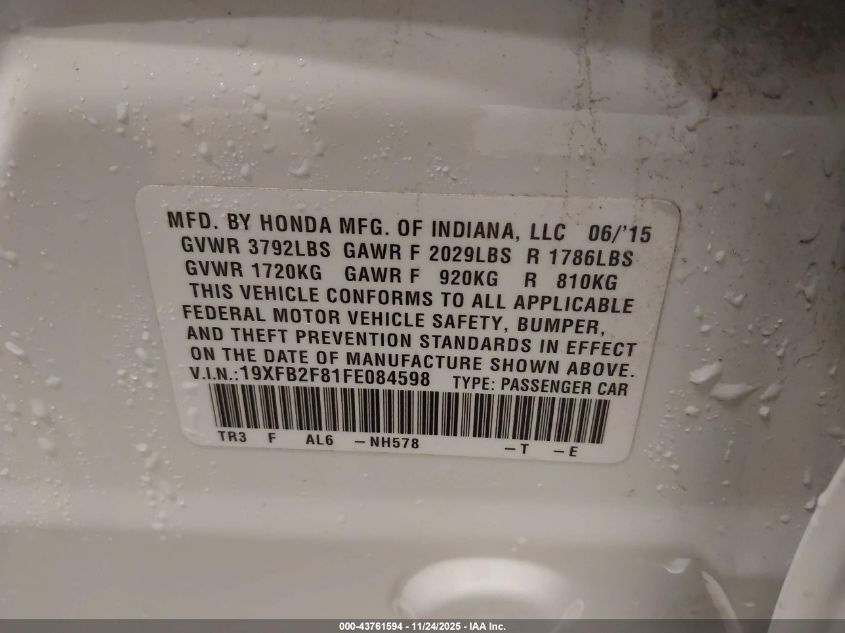 MFD. BY HONDA MFG. OF INDIANA, LLC 06/'15
GVWR 3792LBS GAWR F 2029LBS R 1786LBS
GVWR 1720KG GAWR F 920KG R 810KG
THIS VEHICLE CONFORMS TO ALL APPLICABLE
FEDERAL MOTOR VEHICLE SAFETY, BUMPER,
AND THEFT PREVENTION STANDARDS IN EFFECT
ON THE DATE OF MANUFACTURE SHOWN ABOVE.
V.I.N.:19XFB2F81FE084598 TYPE: PASSENGER CAR
TR3 F AL6 -NH578 -T -E
000-43761594 - 11/24/2025 - IAA Inc.